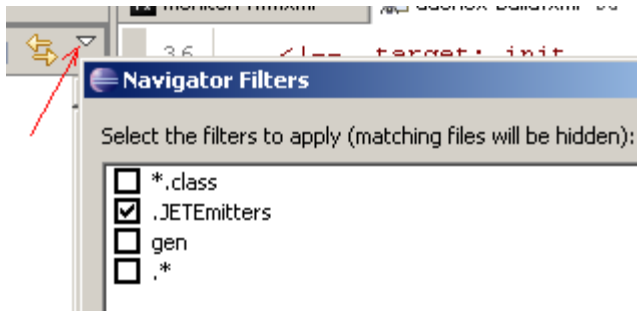 36 <!-- target: init
Navigator Filters
Select the filters to apply (matching files will be hidden):
*.class
.JETEmitters
gen
.*